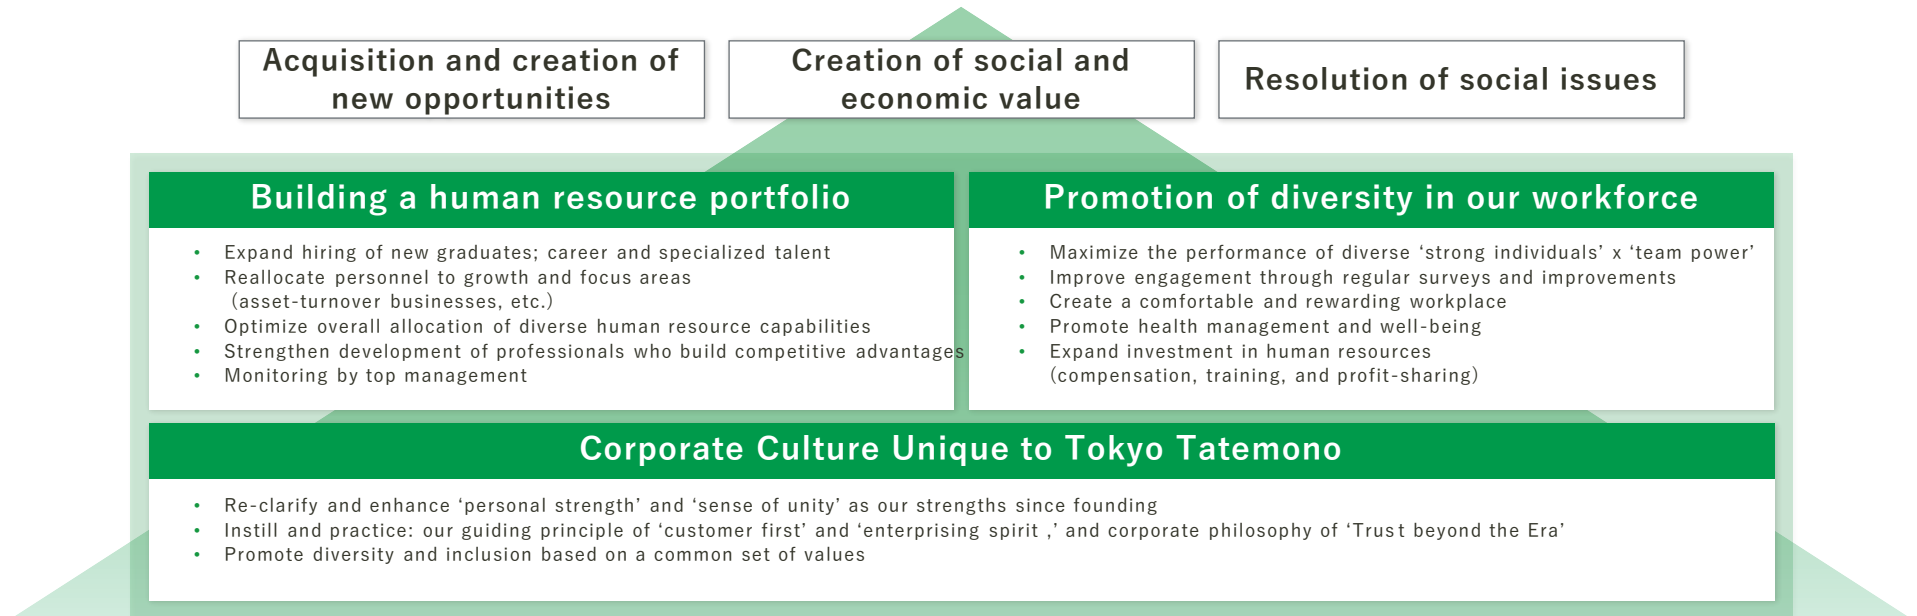 Acquisition and creation of
new opportunities
Creation of social and
economic value
Resolution of social issues
Building a human resource portfolio
• Expand hiring of new graduates; career and specialized talent
• Reallocate personnel to growth and focus areas
(asset-turnover businesses, etc.)
• Optimize overall allocation of diverse human resource capabilities
• Strengthen development of professionals who build competitive advantages
• Monitoring by top management
Promotion of diversity in our workforce
• Maximize the performance of diverse ‘strong individuals’ x ‘team power’
• Improve engagement through regular surveys and improvements
• Create a comfortable and rewarding workplace
• Promote health management and well-being
• Expand investment in human resources
(compensation, training, and profit-sharing)
Corporate Culture Unique to Tokyo Tatemono
• Re-clarify and enhance ‘personal strength’ and ‘sense of unity’ as our strengths since founding
• Instill and practice: our guiding principle of ‘customer first’ and ‘enterprising spirit ,’ and corporate philosophy of ‘Trust beyond the Era’
• Promote diversity and inclusion based on a common set of values